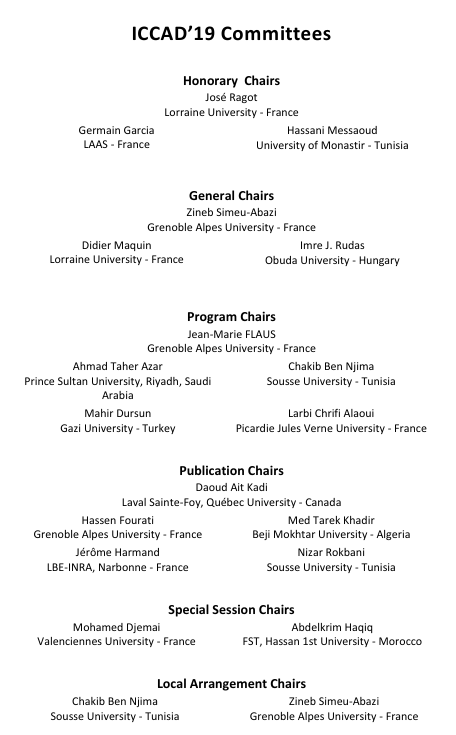 ICCAD’19 Committees
Honorary Chairs
José Ragot
Lorraine University - France
Germain Garcia
LAAS - France
Hassani Messaoud
University of Monastir - Tunisia
General Chairs
Zineb Simeu-Abazi
Grenoble Alpes University - France
Didier Maquin
Lorraine University - France
Imre J. Rudas
Obuda University - Hungary
Program Chairs
Jean-Marie FLAUS
Grenoble Alpes University - France
Ahmad Taher Azar
Prince Sultan University, Riyadh, Saudi
Arabia
Chakib Ben Njima
Sousse University - Tunisia
Mahir Dursun
Gazi University - Turkey
Larbi Chrifi Alaoui
Picardie Jules Verne University - France
Publication Chairs
Daoud Ait Kadi
Laval Sainte-Foy, Québec University - Canada
Hassen Fourati
Grenoble Alpes University - France
Med Tarek Khadir
Beji Mokhtar University - Algeria
Jérôme Harmand
LBE-INRA, Narbonne - France
Nizar Rokbani
Sousse University - Tunisia
Special Session Chairs
Mohamed Djemai
Valenciennes University - France
Abdelkrim Haqiq
FST, Hassan 1st University - Morocco
Local Arrangement Chairs
Chakib Ben Njima
Sousse University - Tunisia
Zineb Simeu-Abazi
Grenoble Alpes University - France